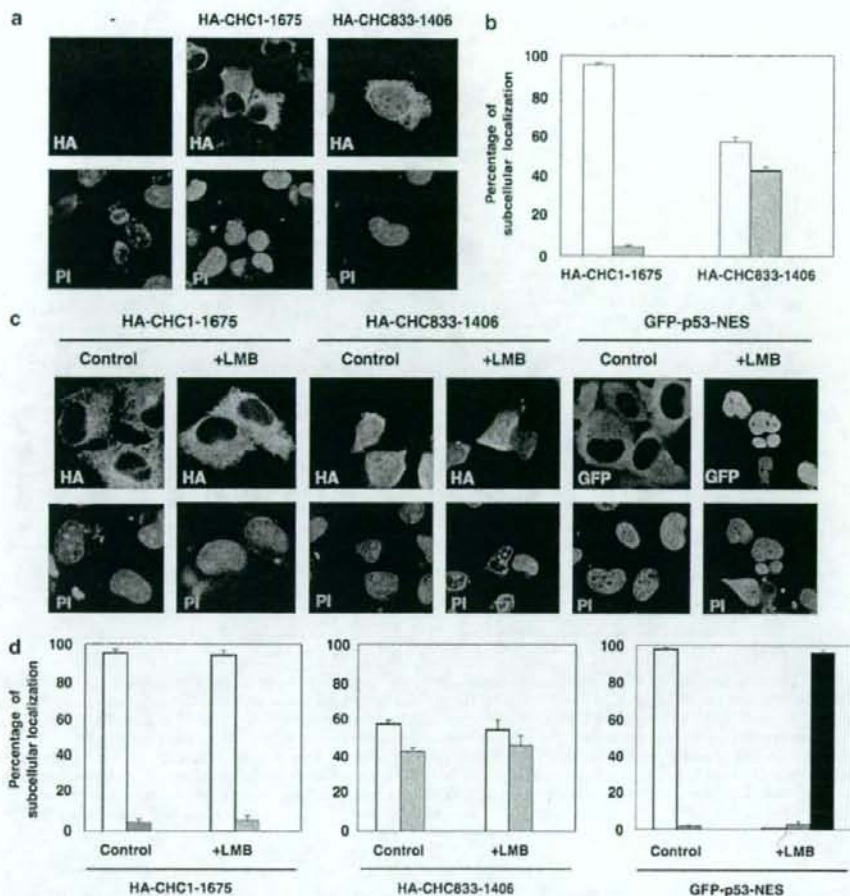 a
- HA-CHC1-1675 HA-CHC833-1406
HA HA HA
PI PI PI
b
Percentage of
subcellular localization
100
80
60
40
20
0
HA-CHC1-1675 HA-CHC833-1406
c
HA-CHC1-1675 HA-CHC833-1406 GFP-p53-NES
Control +LMB Control +LMB Control +LMB
HA HA HA HA GFP GFP
PI PI PI PI PI PI
d
Percentage of
subcellular localization
100
80
60
40
20
0
Control +LMB
HA-CHC1-1675
100
80
60
40
20
0
Control +LMB
HA-CHC833-1406
100
80
60
40
20
0
Control +LMB
GFP-p53-NES